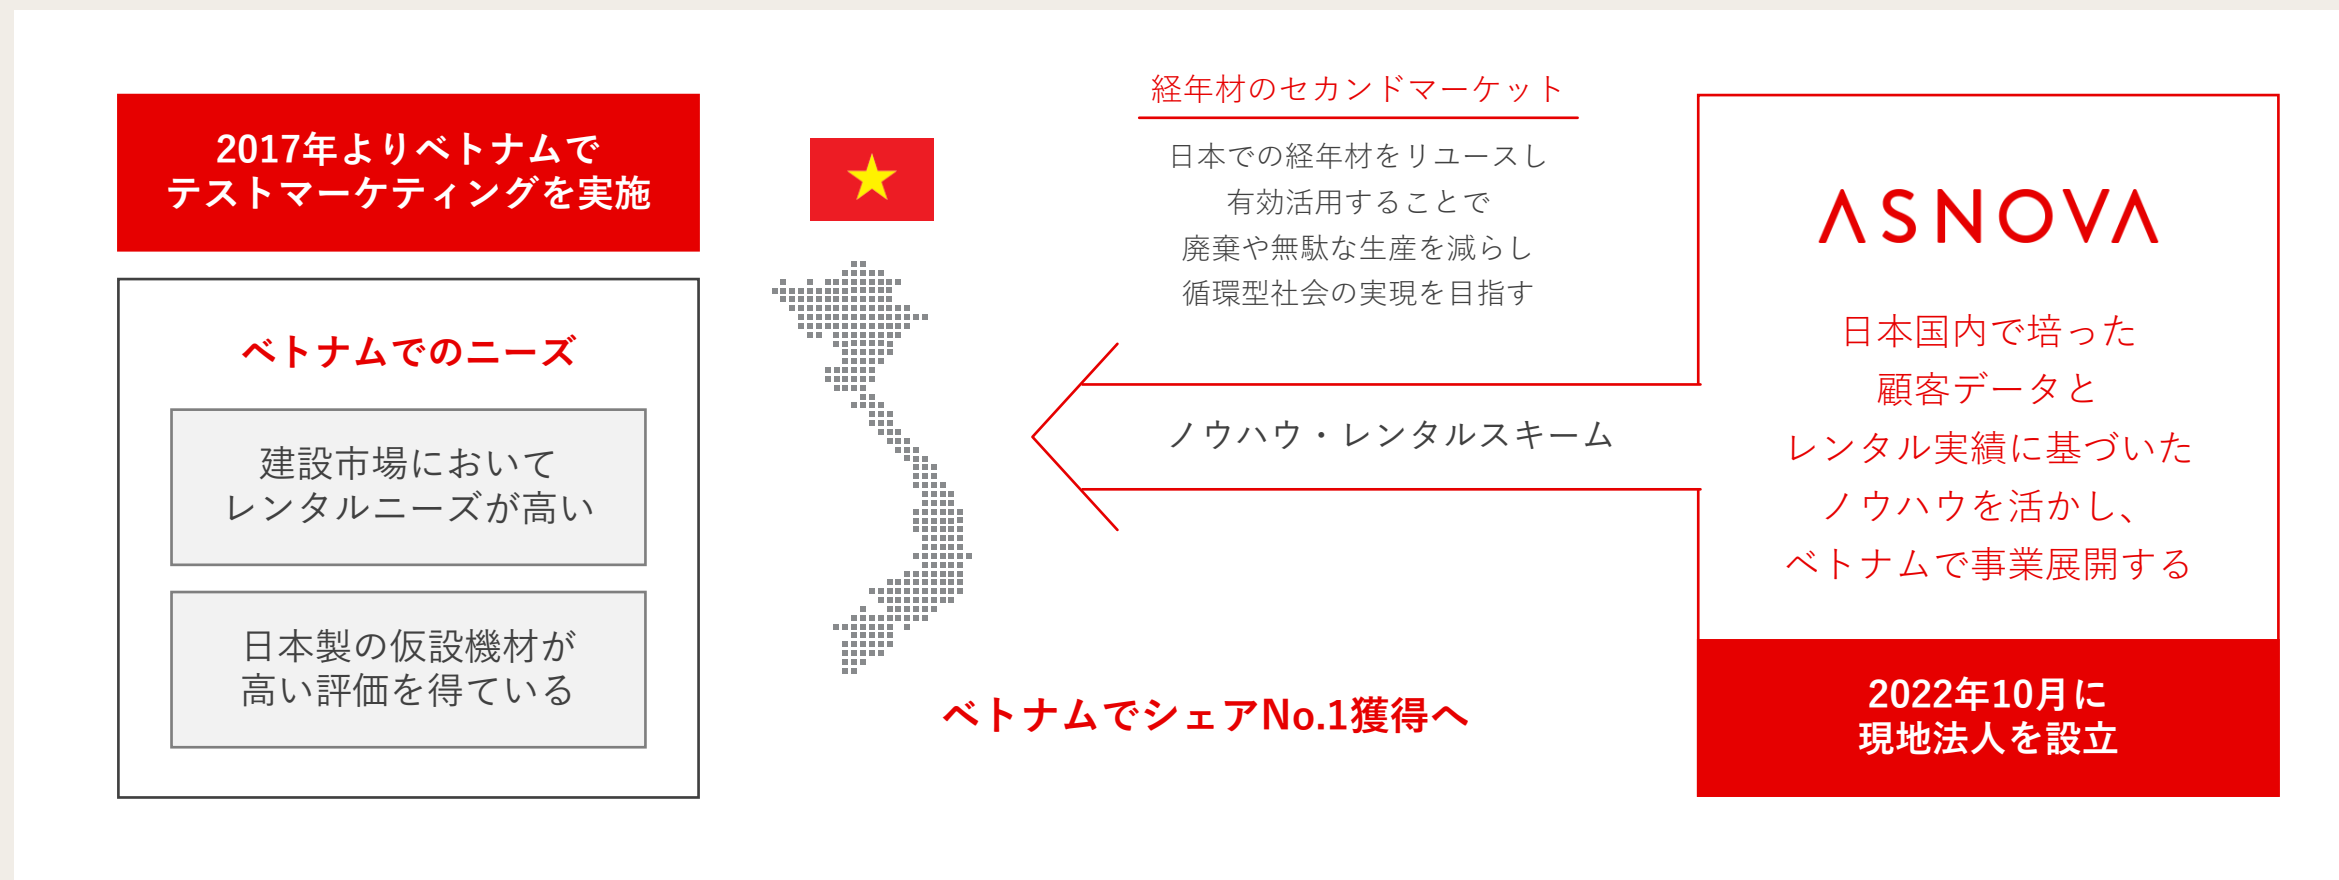 2017年よりベトナムで
テストマーケティングを実施
ベトナムでのニーズ
建設市場において
レンタルニーズが高い
日本製の仮設機材が
高い評価を得ている
経年材のセカンドマーケット
日本での経年材をリユースし
有効活用することで
廃棄や無駄な生産を減らし
循環型社会の実現を目指す
ノウハウ・レンタルスキーム
ベトナムでシェアNo.1獲得へ
ASNOVA
日本国内で培った
顧客データと
レンタル実績に基づいた
ノウハウを活かし、
ベトナムで事業展開する
2022年10月に
現地法人を設立